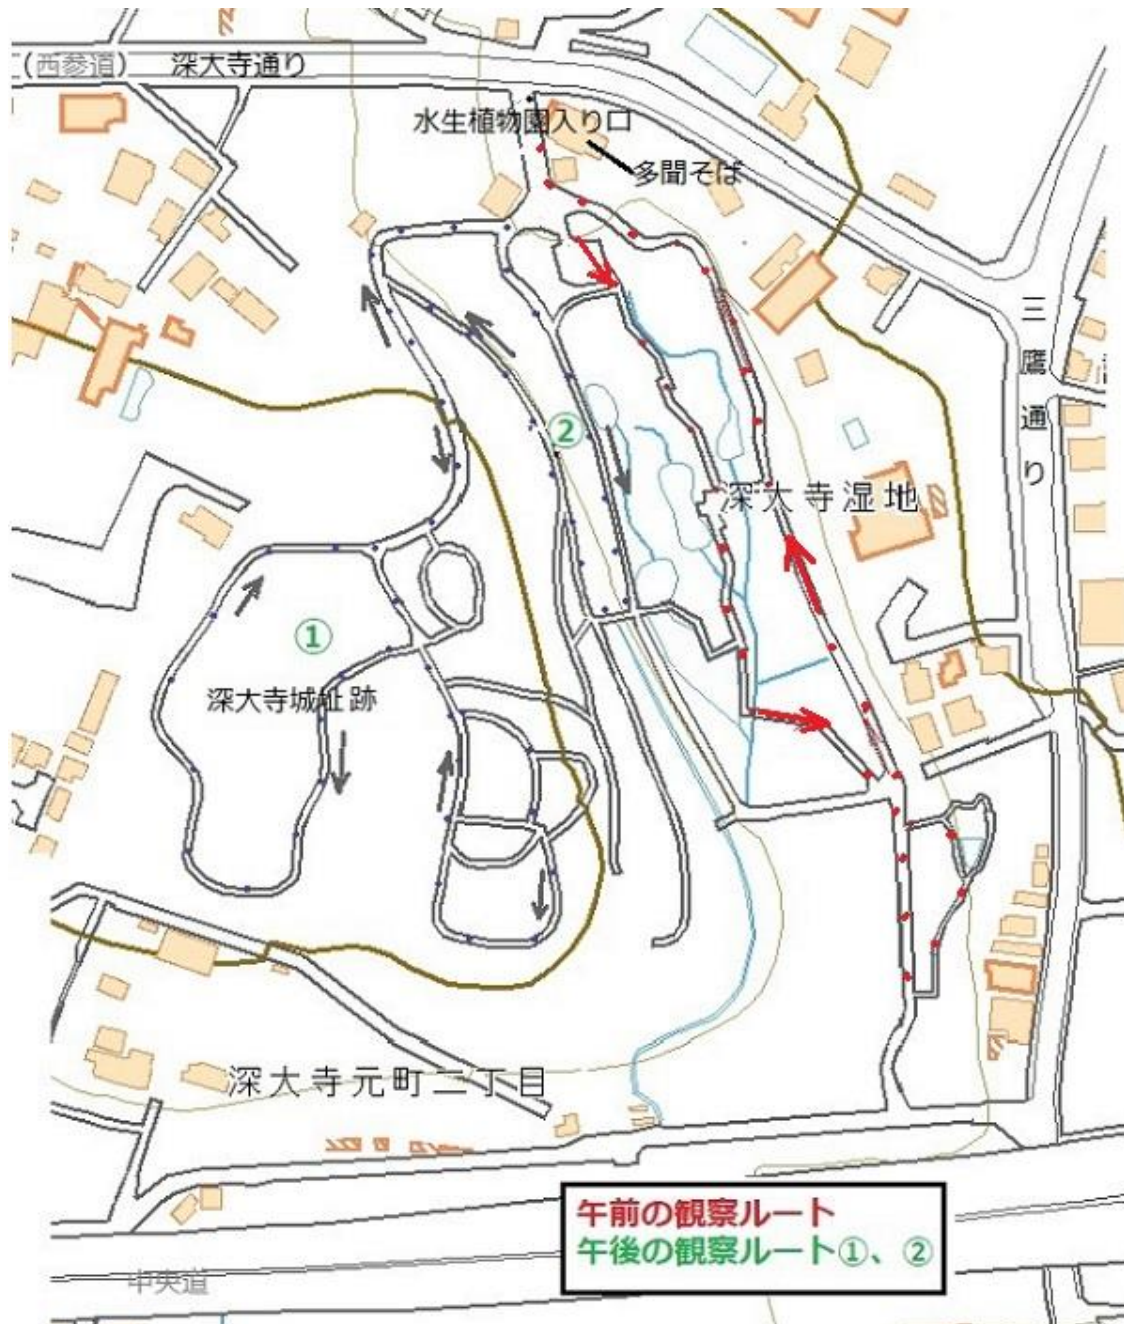 （西参道）　深大寺通り
水生植物園入り口
多聞そば
三鷹通り
②
深大寺湿地
①
深大寺城址跡
深大寺元町二丁目
午前の観察ルート
午後の観察ルート①、②
中央道